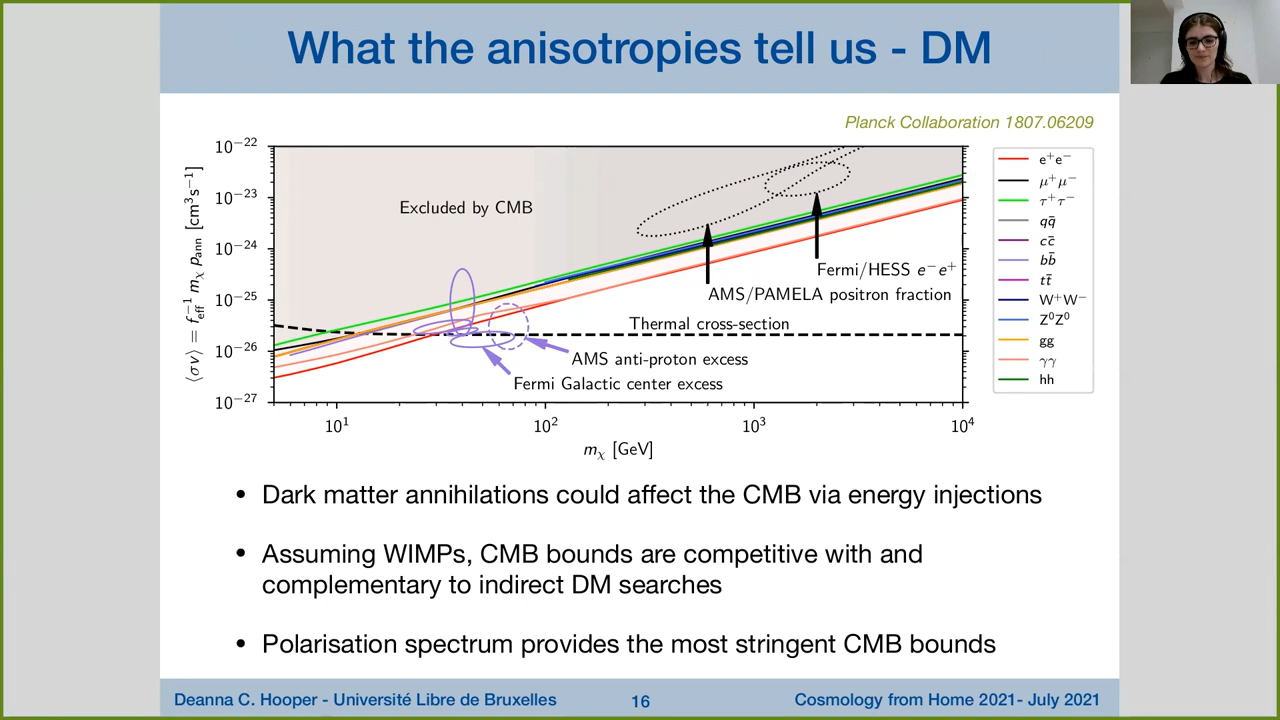 What the anisotropies tell us - DM
Planck Collaboration 1807.06209
10⁻²²
10⁻²³
10⁻²⁴
10⁻²⁵
10⁻²⁶
10⁻²⁷
⟨σv⟩ = f_eff⁻¹ m_χ p_ann [cm³s⁻¹]
Excluded by CMB
Fermi/HESS e⁻e⁺
AMS/PAMELA positron fraction
Thermal cross-section
AMS anti-proton excess
Fermi Galactic center excess
10¹ 10² 10³ 10⁴
m_χ [GeV]
e⁺e⁻
μ⁺μ⁻
τ⁺τ⁻
qq̄
cc̄
bb̄
tt̄
W⁺W⁻
Z⁰Z⁰
gg
γγ
hh
• Dark matter annihilations could affect the CMB via energy injections
• Assuming WIMPs, CMB bounds are competitive with and
complementary to indirect DM searches
• Polarisation spectrum provides the most stringent CMB bounds
Deanna C. Hooper - Université Libre de Bruxelles 16 Cosmology from Home 2021- July 2021